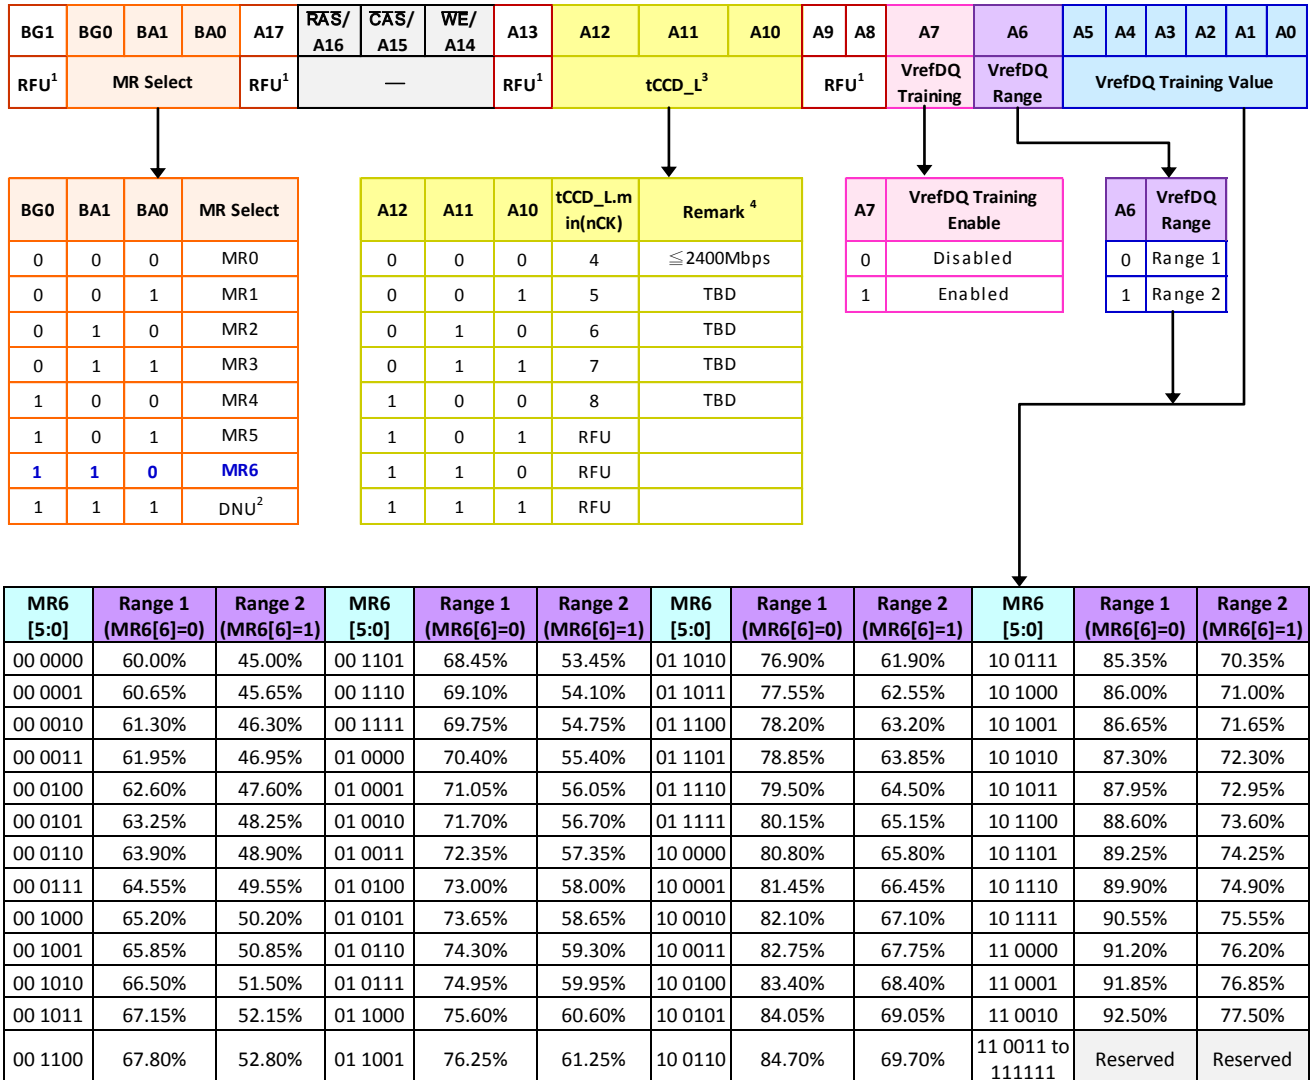 BG1 BG0 BA1 BA0 A17 RAS/ A16 CAS/ A15 WE/ A14 A13 A12 A11 A10 A9 A8 A7 A6 A5 A4 A3 A2 A1 A0
RFU1 MR Select RFU1 — RFU1 tCCD_L3 RFU1 VrefDQ Training VrefDQ Range VrefDQ Training Value
BG0 BA1 BA0 MR Select
0 0 0 MR0
0 0 1 MR1
0 1 0 MR2
0 1 1 MR3
1 0 0 MR4
1 0 1 MR5
1 1 0 MR6
1 1 1 DNU2
A12 A11 A10 tCCD_L.m in(nCK) Remark 4
0 0 0 4 ≦2400Mbps
0 0 1 5 TBD
0 1 0 6 TBD
0 1 1 7 TBD
1 0 0 8 TBD
1 0 1 RFU
1 1 0 RFU
1 1 1 RFU
A7 VrefDQ Training Enable
0 Disabled
1 Enabled
A6 VrefDQ Range
0 Range 1
1 Range 2
MR6 [5:0] Range 1 (MR6[6]=0) Range 2 (MR6[6]=1) MR6 [5:0] Range 1 (MR6[6]=0) Range 2 (MR6[6]=1) MR6 [5:0] Range 1 (MR6[6]=0) Range 2 (MR6[6]=1) MR6 [5:0] Range 1 (MR6[6]=0) Range 2 (MR6[6]=1)
00 0000 60.00% 45.00% 00 1101 68.45% 53.45% 01 1010 76.90% 61.90% 10 0111 85.35% 70.35%
00 0001 60.65% 45.65% 00 1110 69.10% 54.10% 01 1011 77.55% 62.55% 10 1000 86.00% 71.00%
00 0010 61.30% 46.30% 00 1111 69.75% 54.75% 01 1100 78.20% 63.20% 10 1001 86.65% 71.65%
00 0011 61.95% 46.95% 01 0000 70.40% 55.40% 01 1101 78.85% 63.85% 10 1010 87.30% 72.30%
00 0100 62.60% 47.60% 01 0001 71.05% 56.05% 01 1110 79.50% 64.50% 10 1011 87.95% 72.95%
00 0101 63.25% 48.25% 01 0010 71.70% 56.70% 01 1111 80.15% 65.15% 10 1100 88.60% 73.60%
00 0110 63.90% 48.90% 01 0011 72.35% 57.35% 10 0000 80.80% 65.80% 10 1101 89.25% 74.25%
00 0111 64.55% 49.55% 01 0100 73.00% 58.00% 10 0001 81.45% 66.45% 10 1110 89.90% 74.90%
00 1000 65.20% 50.20% 01 0101 73.65% 58.65% 10 0010 82.10% 67.10% 10 1111 90.55% 75.55%
00 1001 65.85% 50.85% 01 0110 74.30% 59.30% 10 0011 82.75% 67.75% 11 0000 91.20% 76.20%
00 1010 66.50% 51.50% 01 0111 74.95% 59.95% 10 0100 83.40% 68.40% 11 0001 91.85% 76.85%
00 1011 67.15% 52.15% 01 1000 75.60% 60.60% 10 0101 84.05% 69.05% 11 0010 92.50% 77.50%
00 1100 67.80% 52.80% 01 1001 76.25% 61.25% 10 0110 84.70% 69.70% 11 0011 to 111111 Reserved Reserved